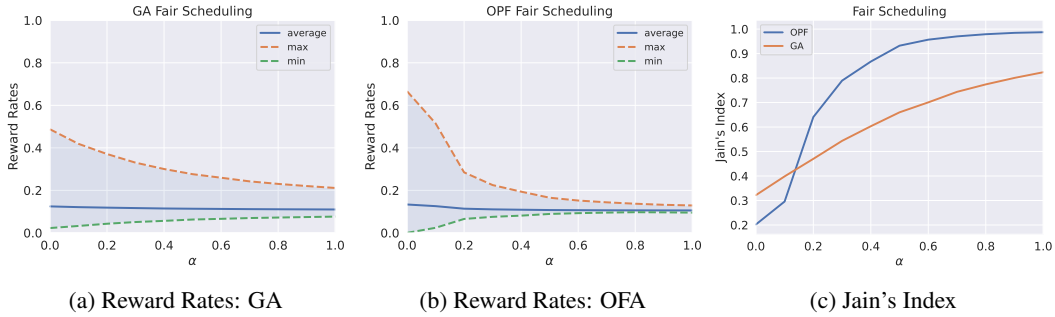 GA Fair Scheduling
1.0
0.8
0.6
0.4
0.2
0.0
Reward Rates
average
max
min
0.0 0.2 0.4 0.6 0.8 1.0
α
(a) Reward Rates: GA
OPF Fair Scheduling
1.0
0.8
0.6
0.4
0.2
0.0
Reward Rates
average
max
min
0.0 0.2 0.4 0.6 0.8 1.0
α
(b) Reward Rates: OFA
Fair Scheduling
1.0
0.9
0.8
0.7
0.6
0.5
0.4
0.3
0.2
Jain's Index
OPF
GA
0.0 0.2 0.4 0.6 0.8 1.0
α
(c) Jain's Index